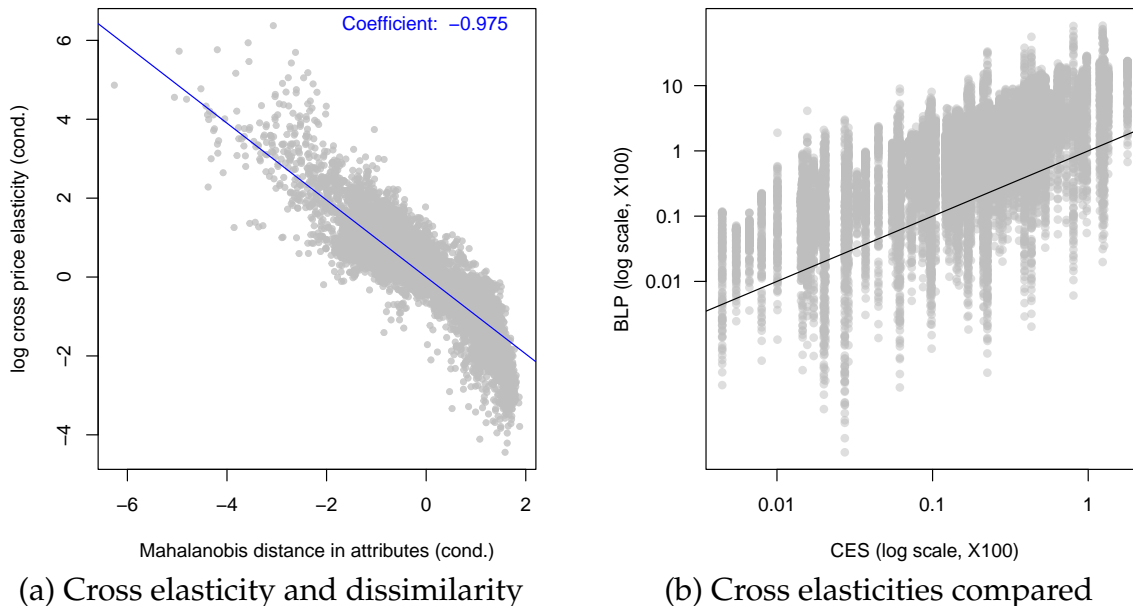 Coefficient: −0.975
log cross price elasticity (cond.)
6
4
2
0
−2
−4
−6 −4 −2 0 2
Mahalanobis distance in attributes (cond.)
(a) Cross elasticity and dissimilarity
BLP (log scale, X100)
10
1
0.1
0.01
0.01 0.1 1
CES (log scale, X100)
(b) Cross elasticities compared